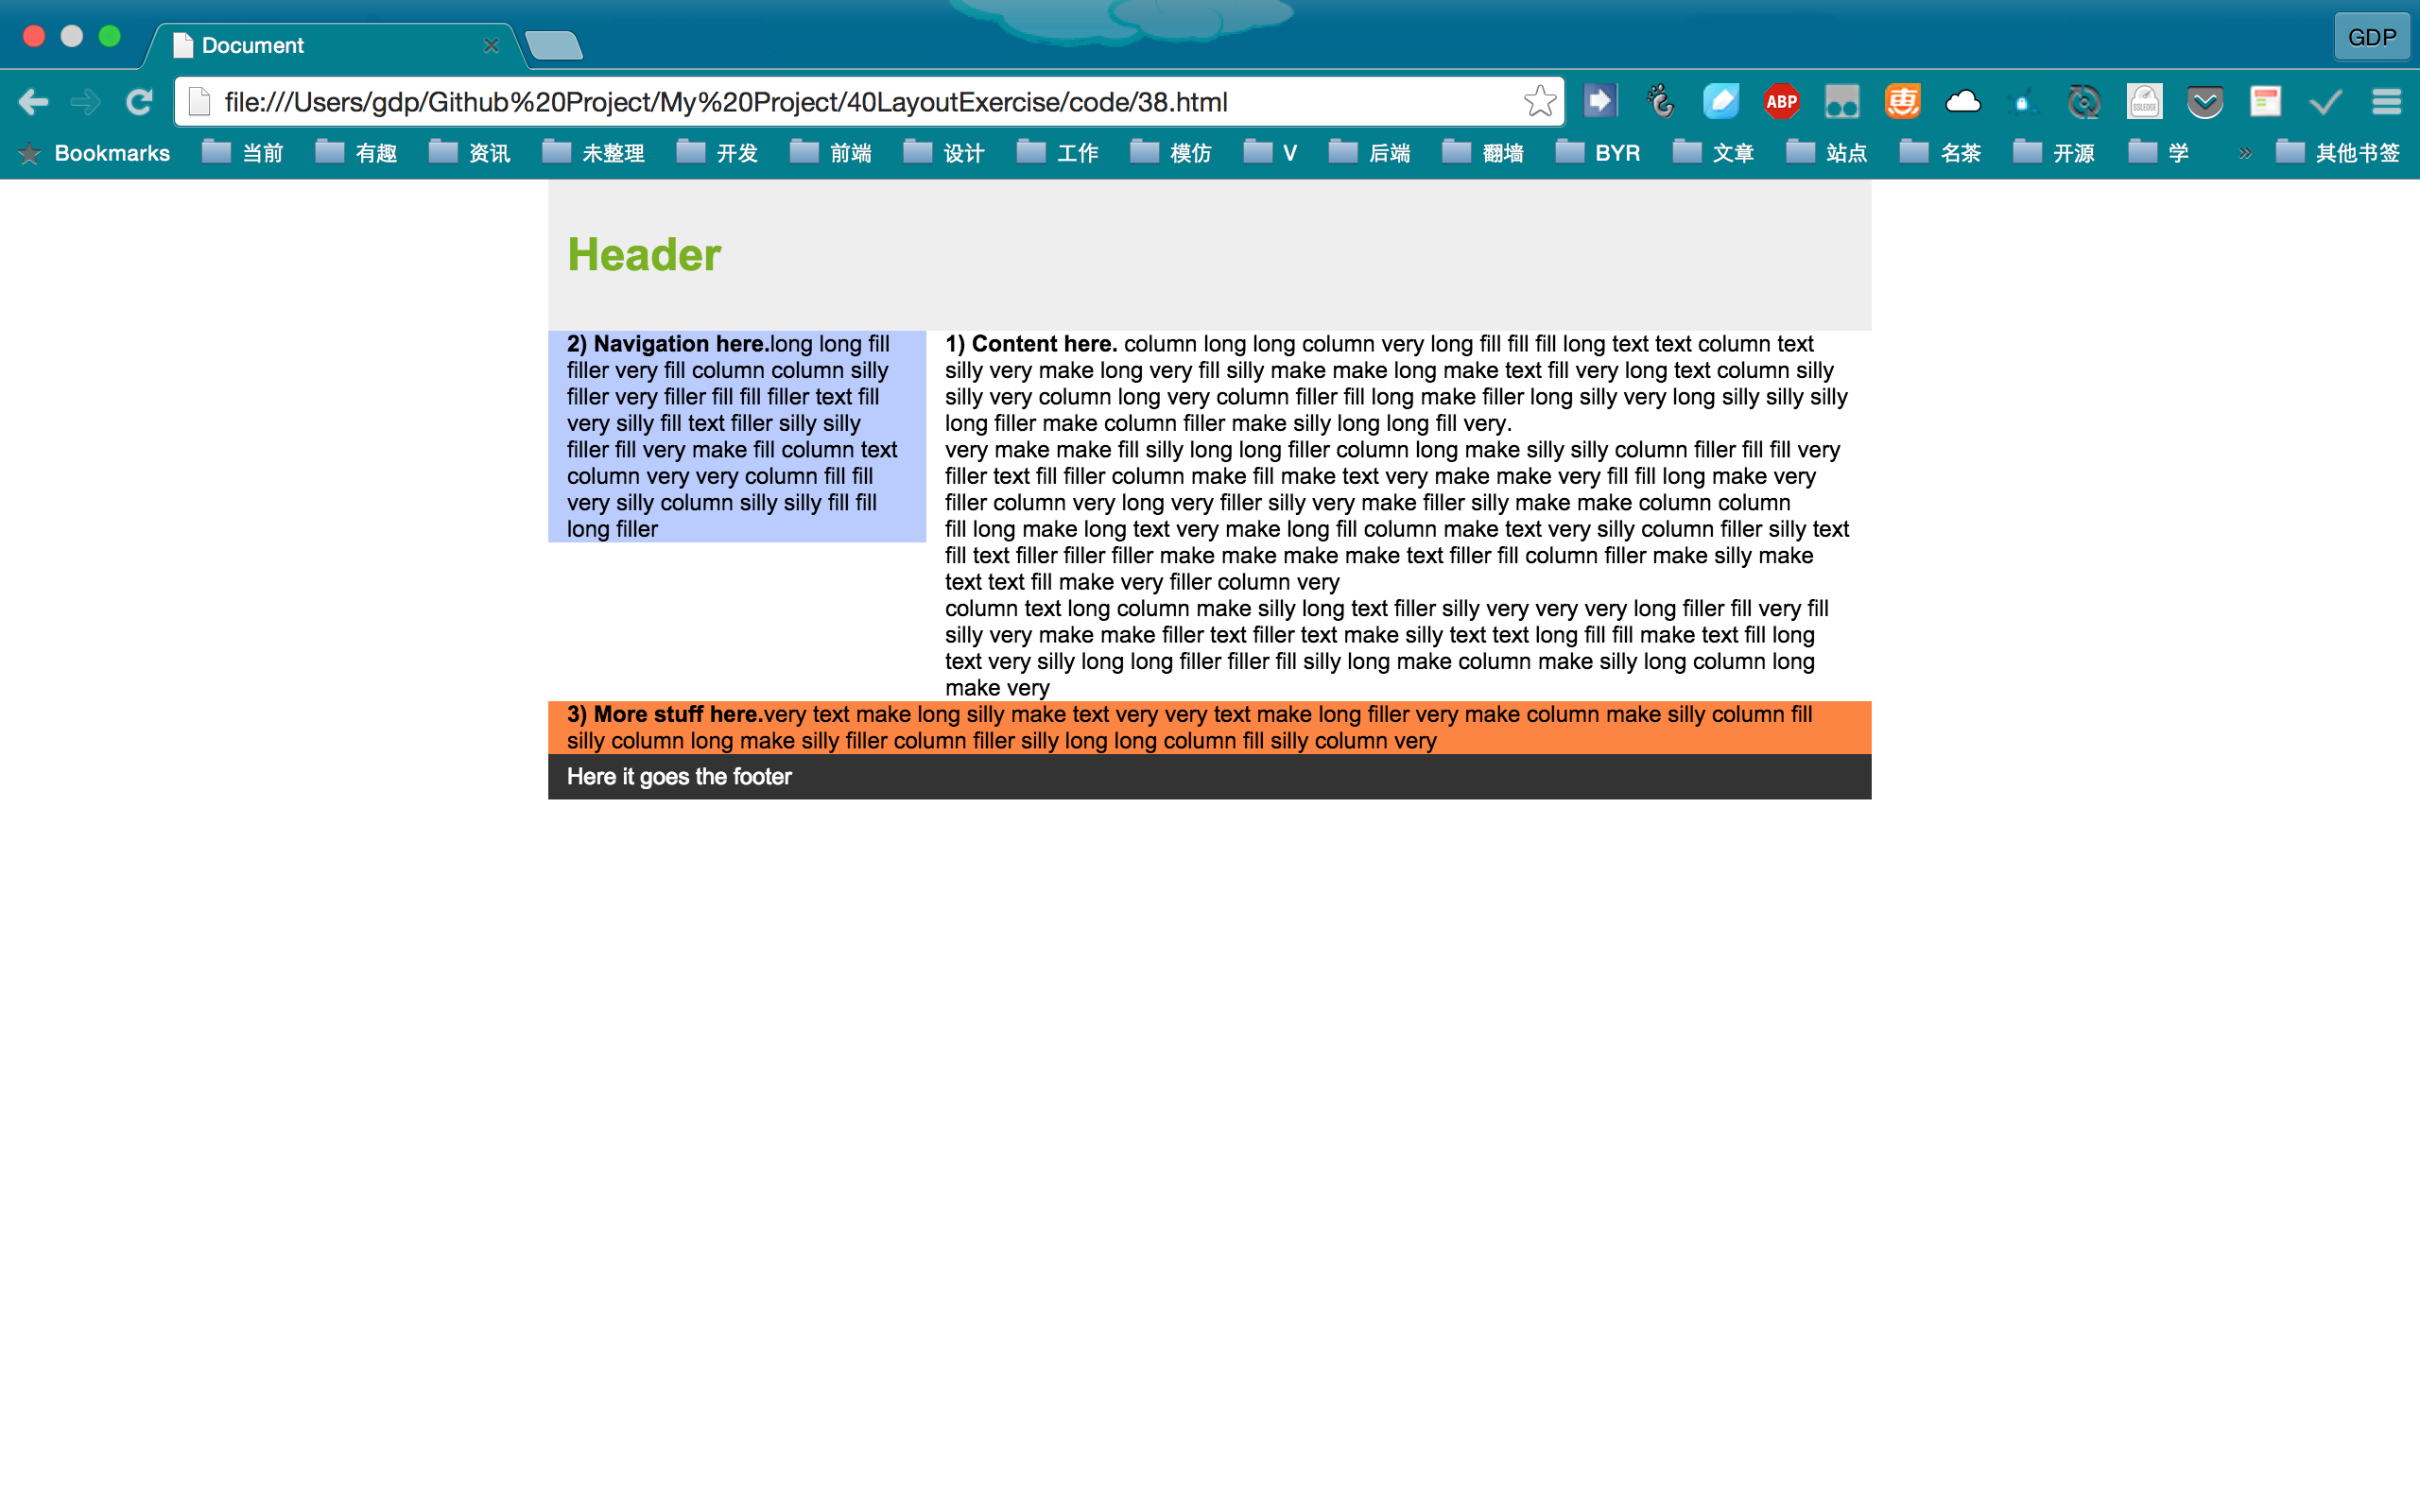 Document
GDP
file:///Users/gdp/Github%20Project/My%20Project/40LayoutExercise/code/38.html
ABP 惠 SSLEDGE
Bookmarks 当前 有趣 资讯 未整理 开发 前端 设计 工作 模仿 V 后端 翻墙 BYR 文章 站点 名茶 开源 学 » 其他书签
Header
2) Navigation here.long long fill
filler very fill column column silly
filler very filler fill fill filler text fill
very silly fill text filler silly silly
filler fill very make fill column text
column very very column fill fill
very silly column silly silly fill fill
long filler
1) Content here. column long long column very long fill fill fill long text text column text
silly very make long very fill silly make make long make text fill very long text column silly
silly very column long very column filler fill long make filler long silly very long silly silly silly
long filler make column filler make silly long long fill very.
very make make fill silly long long filler column long make silly silly column filler fill fill very
filler text fill filler column make fill make text very make make very fill fill long make very
filler column very long very filler silly very make filler silly make make column column
fill long make long text very make long fill column make text very silly column filler silly text
fill text filler filler filler make make make make text filler fill column filler make silly make
text text fill make very filler column very
column text long column make silly long text filler silly very very very long filler fill very fill
silly very make make filler text filler text make silly text text long fill fill make text fill long
text very silly long long filler filler fill silly long make column make silly long column long
make very
3) More stuff here.very text make long silly make text very very text make long filler very make column make silly column fill
silly column long make silly filler column filler silly long long column fill silly column very
Here it goes the footer